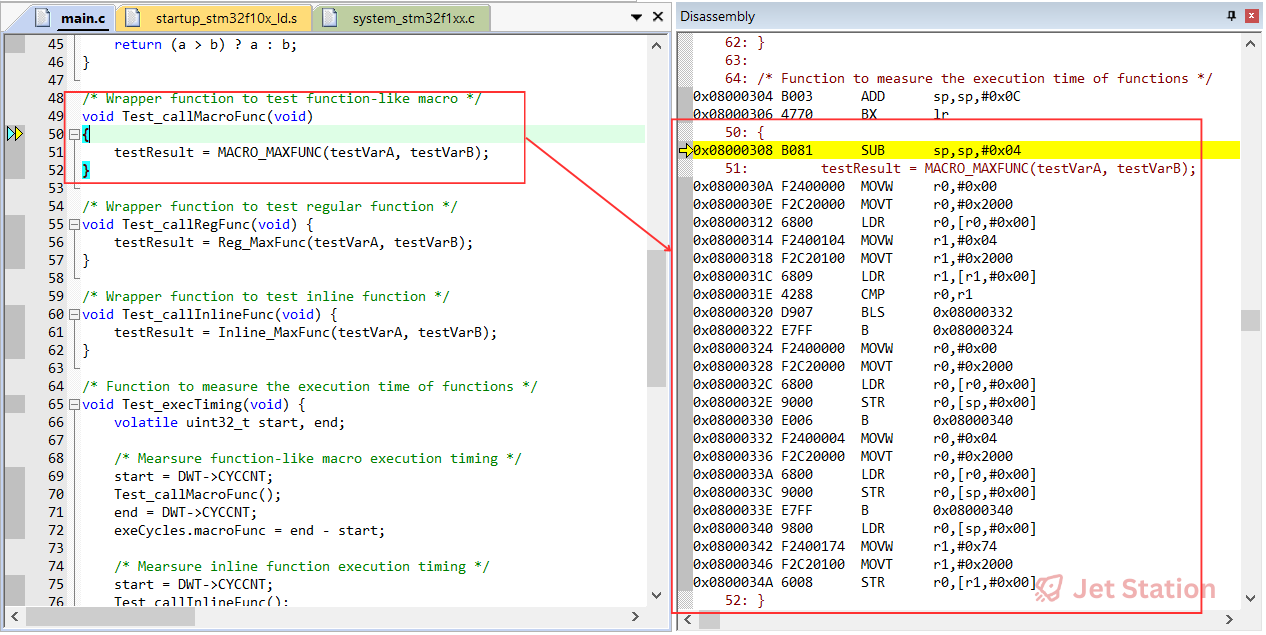 main.c startup_stm32f10x_ld.s system_stm32f1xx.c
45 return (a > b) ? a : b;
46 }
47
48 /* Wrapper function to test function-like macro */
49 void Test_callMacroFunc(void)
50 {
51 testResult = MACRO_MAXFUNC(testVarA, testVarB);
52 }
53
54 /* Wrapper function to test regular function */
55 void Test_callRegFunc(void) {
56 testResult = Reg_MaxFunc(testVarA, testVarB);
57 }
58
59 /* Wrapper function to test inline function */
60 void Test_callInlineFunc(void) {
61 testResult = Inline_MaxFunc(testVarA, testVarB);
62 }
63
64 /* Function to measure the execution time of functions */
65 void Test_execTiming(void) {
66 volatile uint32_t start, end;
67
68 /* Mearsure function-like macro execution timing */
69 start = DWT->CYCCNT;
70 Test_callMacroFunc();
71 end = DWT->CYCCNT;
72 exeCycles.macroFunc = end - start;
73
74 /* Mearsure inline function execution timing */
75 start = DWT->CYCCNT;
76 Test_callInlineFunc();
Disassembly
62: }
63:
64: /* Function to measure the execution time of functions */
0x08000304 B003 ADD sp,sp,#0x0C
0x08000306 4770 BX lr
50: {
0x08000308 B081 SUB sp,sp,#0x04
51: testResult = MACRO_MAXFUNC(testVarA, testVarB);
0x0800030A F2400000 MOVW r0,#0x00
0x0800030E F2C20000 MOVT r0,#0x2000
0x08000312 6800 LDR r0,[r0,#0x00]
0x08000314 F2400104 MOVW r1,#0x04
0x08000318 F2C20100 MOVT r1,#0x2000
0x0800031C 6809 LDR r1,[r1,#0x00]
0x0800031E 4288 CMP r0,r1
0x08000320 D907 BLS 0x08000332
0x08000322 E7FF B 0x08000324
0x08000324 F2400000 MOVW r0,#0x00
0x08000328 F2C20000 MOVT r0,#0x2000
0x0800032C 6800 LDR r0,[r0,#0x00]
0x0800032E 9000 STR r0,[sp,#0x00]
0x08000330 E006 B 0x08000340
0x08000332 F2400004 MOVW r0,#0x04
0x08000336 F2C20000 MOVT r0,#0x2000
0x0800033A 6800 LDR r0,[r0,#0x00]
0x0800033C 9000 STR r0,[sp,#0x00]
0x0800033E E7FF B 0x08000340
0x08000340 9800 LDR r0,[sp,#0x00]
0x08000342 F2400174 MOVW r1,#0x74
0x08000346 F2C20100 MOVT r1,#0x2000
0x0800034A 6008 STR r0,[r1,#0x00]
52: }
Jet Station